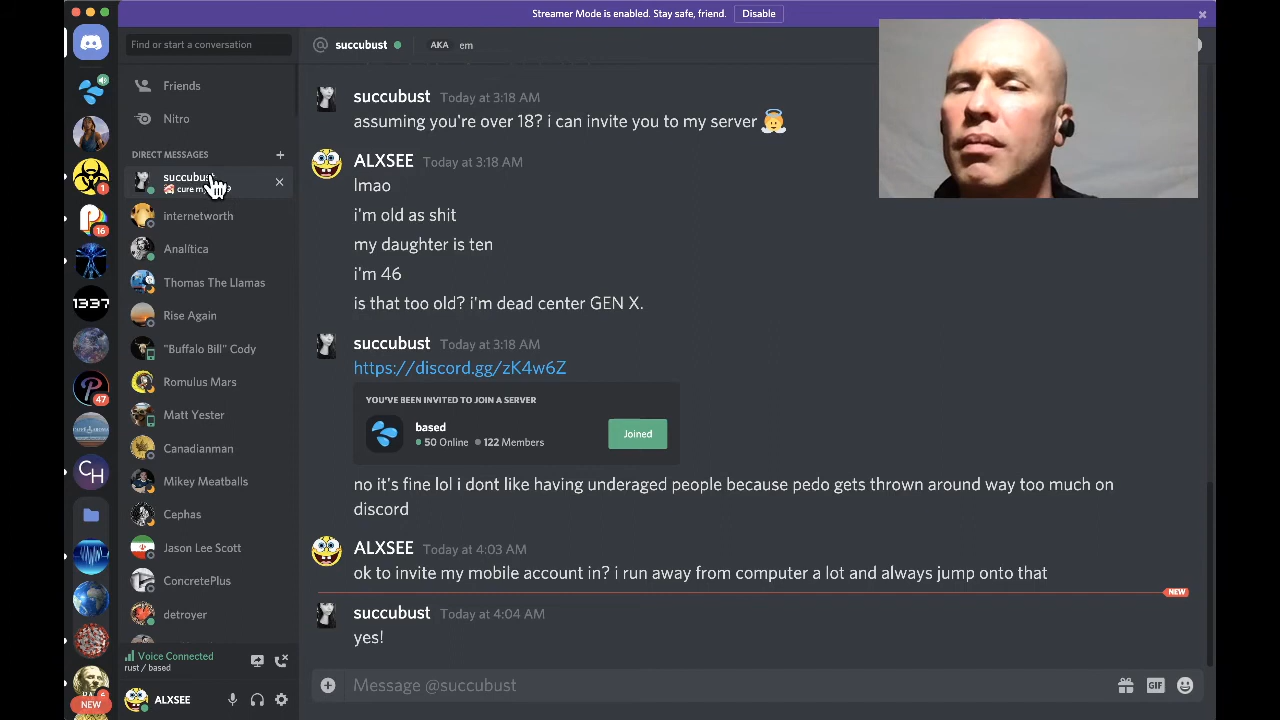 Streamer Mode is enabled. Stay safe, friend.
Disable
Find or start a conversation
succubust
AKA
em
Friends
Nitro
DIRECT MESSAGES
succubust
internetworth
Analítica
Thomas The Llamas
Rise Again
"Buffalo Bill" Cody
Romulus Mars
Matt Yester
Canadianman
Mikey Meatballs
Cephas
Jason Lee Scott
ConcretePlus
detroyer
Voice Connected
rust / based
ALXSEE
1
16
1337
47
CH
NEW
succubust Today at 3:18 AM
assuming you're over 18? i can invite you to my server 👼
ALXSEE Today at 3:18 AM
lmao
i'm old as shit
my daughter is ten
i'm 46
is that too old? i'm dead center GEN X.
succubust Today at 3:18 AM
https://discord.gg/zK4w6Z
YOU'VE BEEN INVITED TO JOIN A SERVER
based
50 Online 122 Members
Joined
no it's fine lol i dont like having underaged people because pedo gets thrown around way too much on
discord
ALXSEE Today at 4:03 AM
ok to invite my mobile account in? i run away from computer a lot and always jump onto that
NEW
succubust Today at 4:04 AM
yes!
Message @succubust
GIF